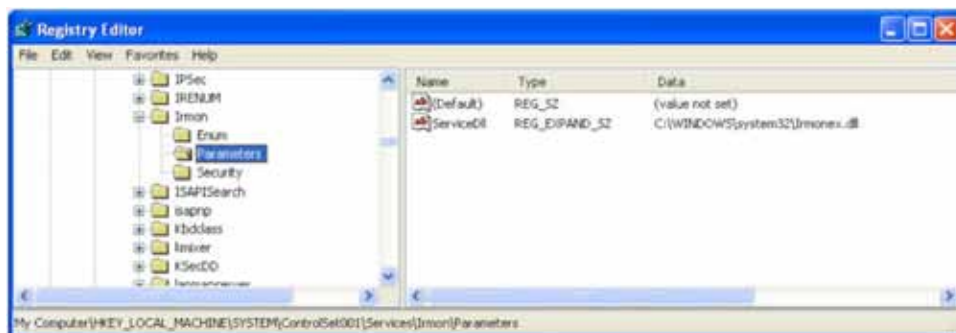 Registry Editor
File Edit View Favorites Help
IPSec
IRENUM
Irmon
Enum
Parameters
Security
ISAPISearch
isapnp
Kbdclass
kmixer
KSecDD
lanmanserver
Name Type Data
(Default) REG_SZ (value not set)
ServiceDll REG_EXPAND_SZ C:\WINDOWS\system32\Irmonex.dll
My Computer\HKEY_LOCAL_MACHINE\SYSTEM\ControlSet001\Services\Irmon\Parameters